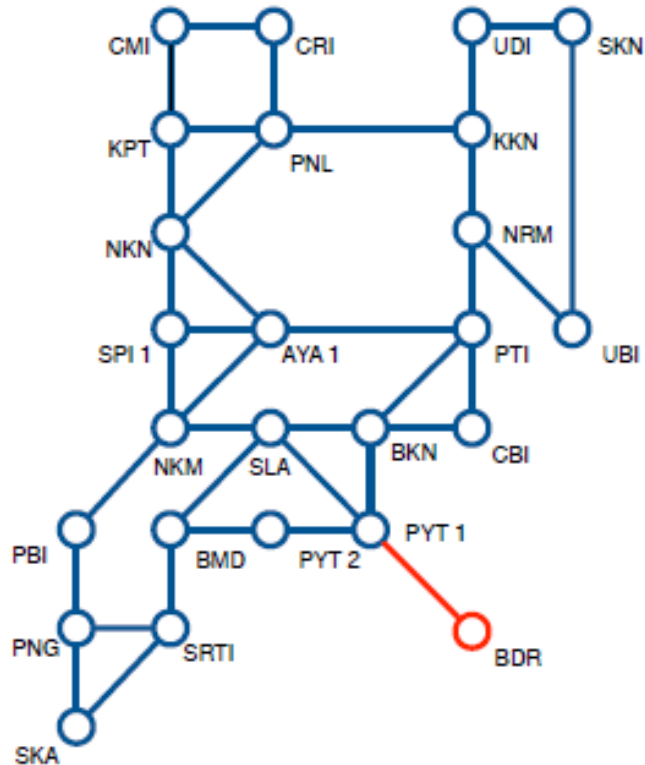 CMI
CRI
UDI
SKN
KPT
PNL
KKN
NKN
NRM
SPI 1
AYA 1
PTI
UBI
NKM
SLA
BKN
CBI
PBI
BMD
PYT 2
PYT 1
PNG
SRTI
BDR
SKA